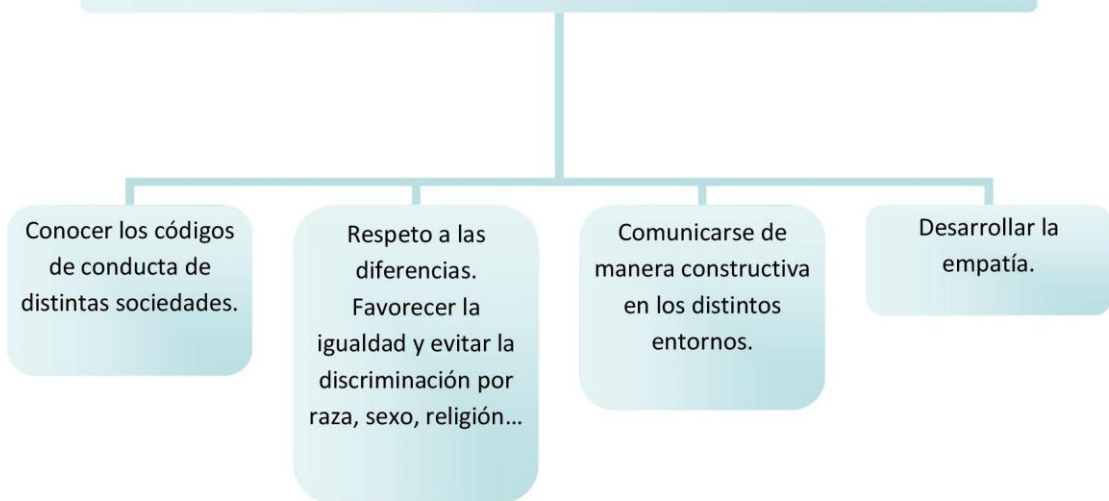 Conocer los códigos
de conducta de
distintas sociedades.
Respeto a las
diferencias.
Favorecer la
igualdad y evitar la
discriminación por
raza, sexo, religión...
Comunicarse de
manera constructiva
en los distintos
entornos.
Desarrollar la
empatía.